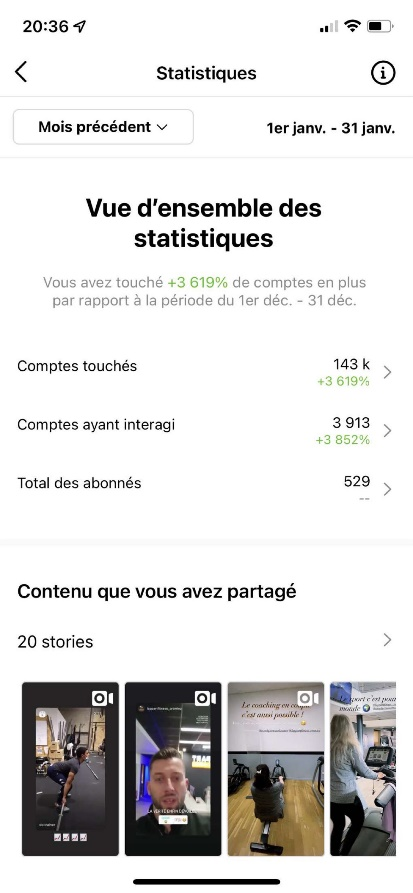 20:36
Statistiques
Mois précédent
1er janv. - 31 janv.
Vue d’ensemble des
statistiques
Vous avez touché +3 619% de comptes en plus
par rapport à la période du 1er déc. - 31 déc.
Comptes touchés
143 k
+3 619%
Comptes ayant interagi
3 913
+3 852%
Total des abonnés
529
--
Contenu que vous avez partagé
20 stories
Le coaching en couple
c'est aussi possible !
Le sport c'est pour
monde